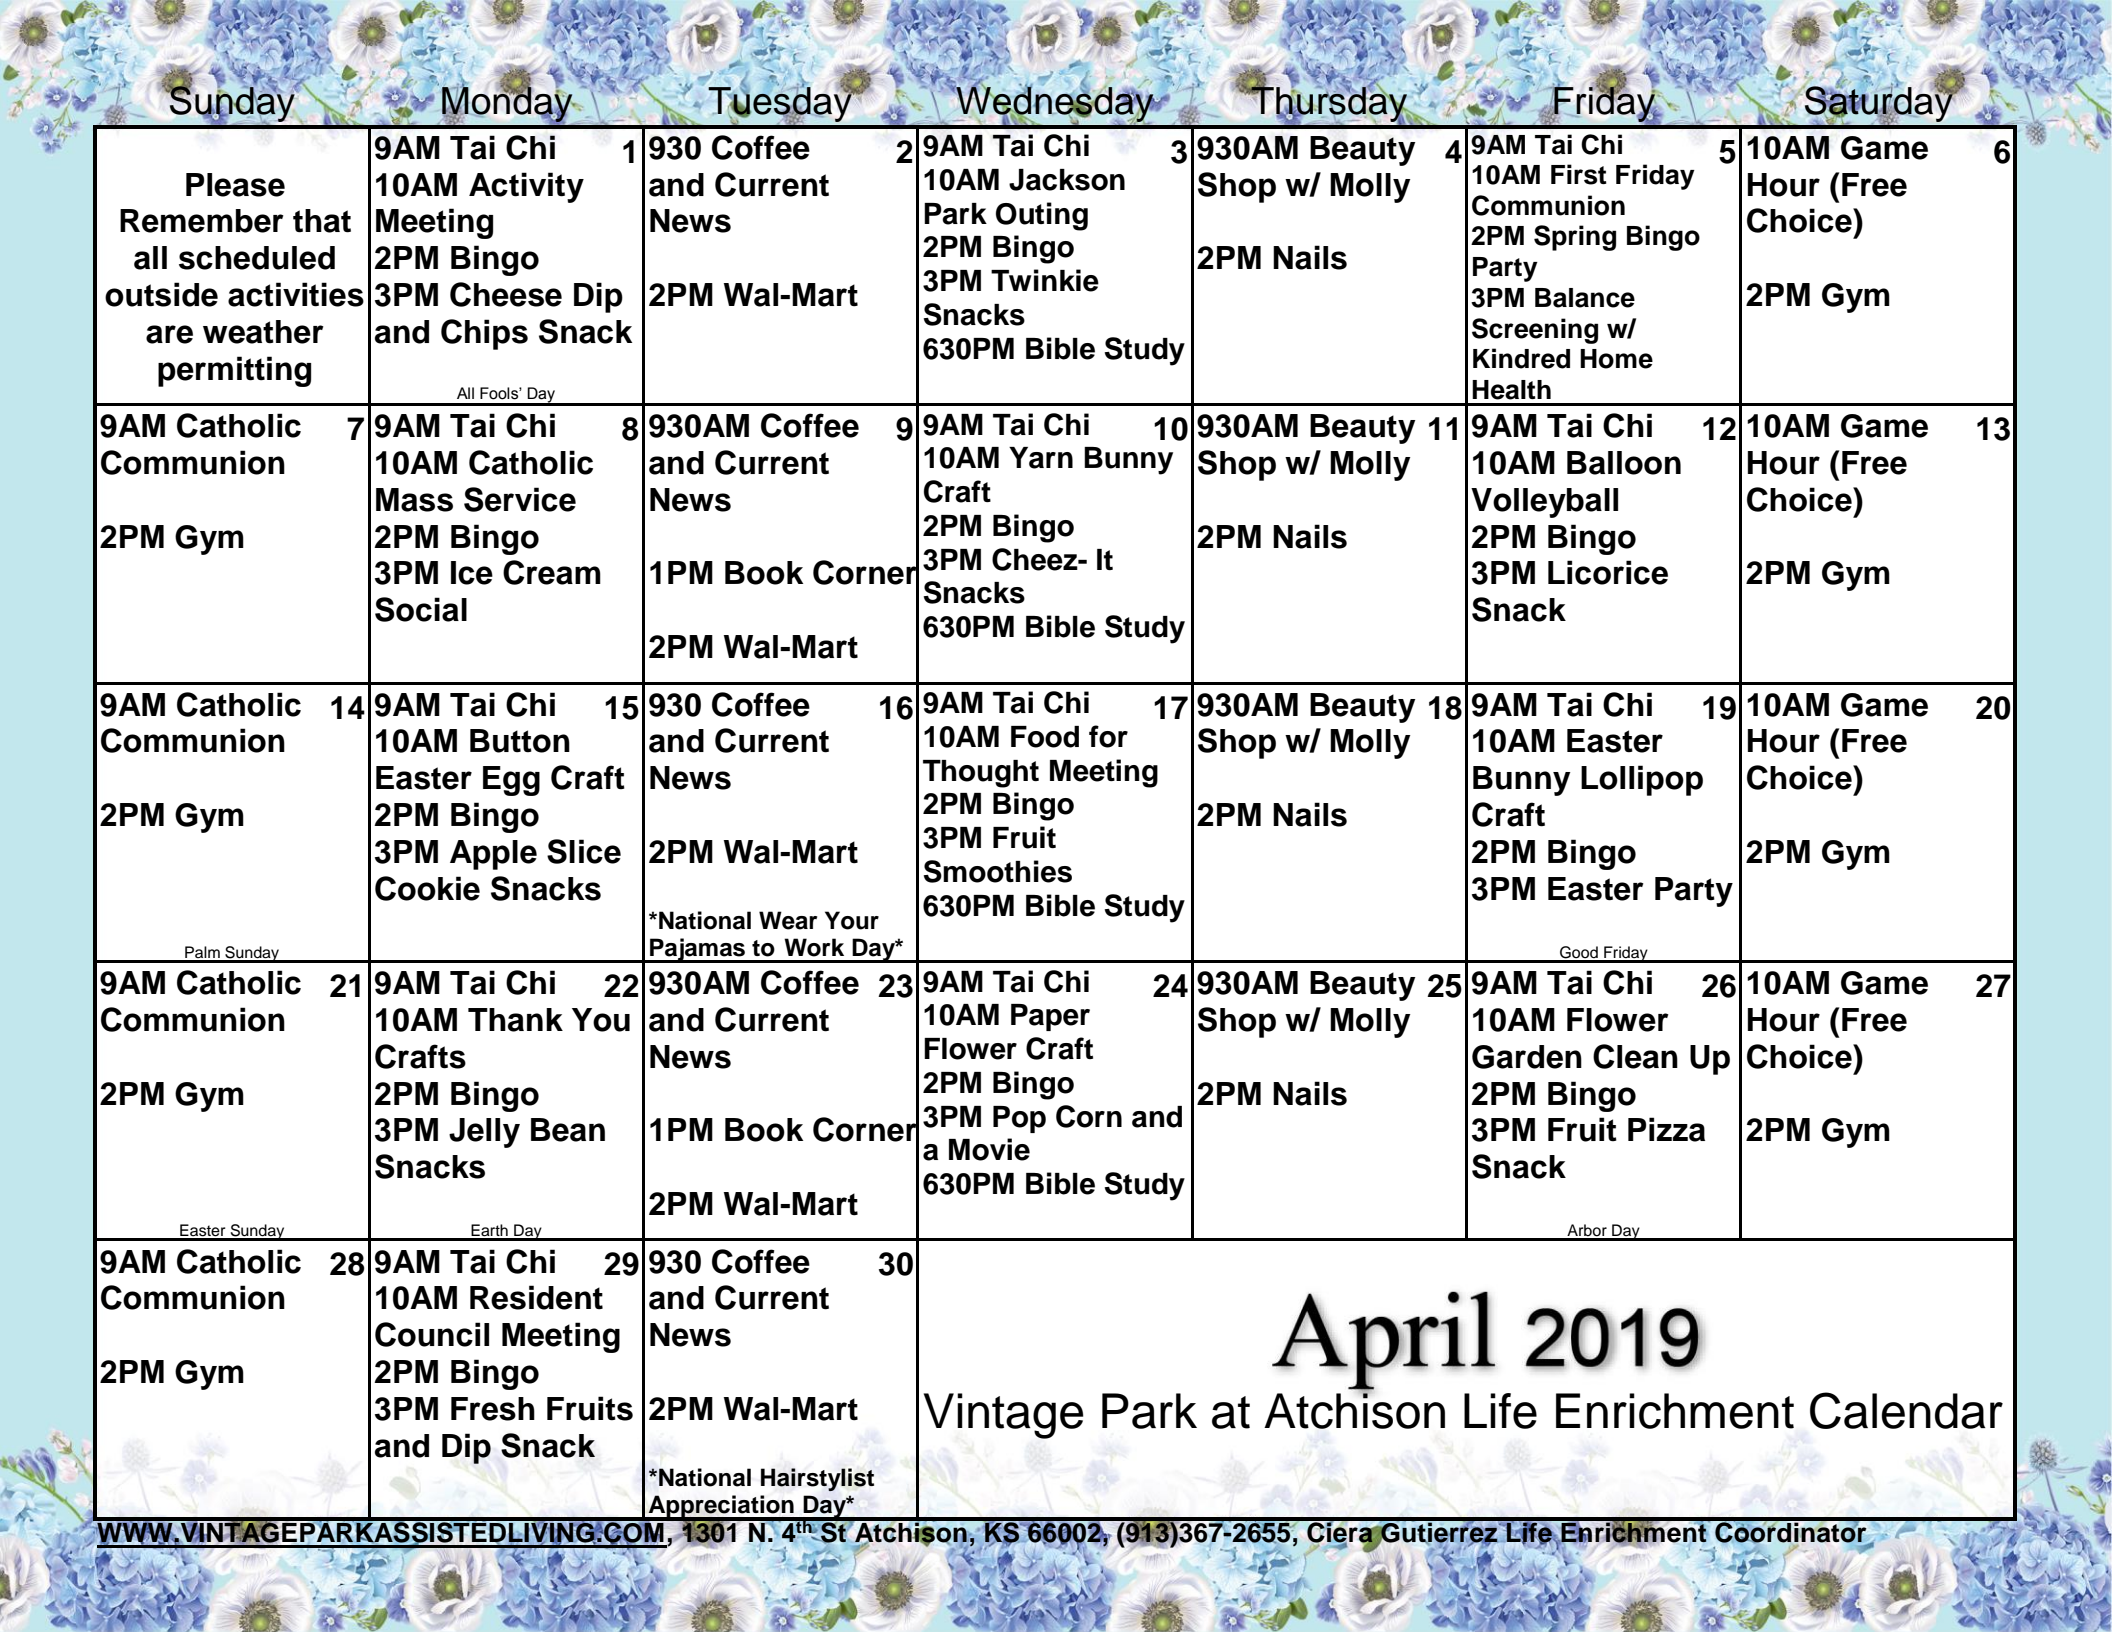 Sunday Monday Tuesday Wednesday Thursday Friday Saturday
Please
Remember that
all scheduled
outside activities
are weather
permitting
9AM Tai Chi 1
10AM Activity
Meeting
2PM Bingo
3PM Cheese Dip
and Chips Snack
All Fools' Day
930 Coffee 2
and Current
News
2PM Wal-Mart
9AM Tai Chi 3
10AM Jackson
Park Outing
2PM Bingo
3PM Twinkie
Snacks
630PM Bible Study
930AM Beauty 4
Shop w/ Molly
2PM Nails
9AM Tai Chi 5
10AM First Friday
Communion
2PM Spring Bingo
Party
3PM Balance
Screening w/
Kindred Home
Health
10AM Game 6
Hour (Free
Choice)
2PM Gym
9AM Catholic 7
Communion
2PM Gym
9AM Tai Chi 8
10AM Catholic
Mass Service
2PM Bingo
3PM Ice Cream
Social
930AM Coffee 9
and Current
News
1PM Book Corner
2PM Wal-Mart
9AM Tai Chi 10
10AM Yarn Bunny
Craft
2PM Bingo
3PM Cheez- It
Snacks
630PM Bible Study
930AM Beauty 11
Shop w/ Molly
2PM Nails
9AM Tai Chi 12
10AM Balloon
Volleyball
2PM Bingo
3PM Licorice
Snack
10AM Game 13
Hour (Free
Choice)
2PM Gym
9AM Catholic 14
Communion
2PM Gym
Palm Sunday
9AM Tai Chi 15
10AM Button
Easter Egg Craft
2PM Bingo
3PM Apple Slice
Cookie Snacks
930 Coffee 16
and Current
News
2PM Wal-Mart
*National Wear Your
Pajamas to Work Day*
9AM Tai Chi 17
10AM Food for
Thought Meeting
2PM Bingo
3PM Fruit
Smoothies
630PM Bible Study
930AM Beauty 18
Shop w/ Molly
2PM Nails
9AM Tai Chi 19
10AM Easter
Bunny Lollipop
Craft
2PM Bingo
3PM Easter Party
Good Friday
10AM Game 20
Hour (Free
Choice)
2PM Gym
9AM Catholic 21
Communion
2PM Gym
Easter Sunday
9AM Tai Chi 22
10AM Thank You
Crafts
2PM Bingo
3PM Jelly Bean
Snacks
Earth Day
930AM Coffee 23
and Current
News
1PM Book Corner
2PM Wal-Mart
9AM Tai Chi 24
10AM Paper
Flower Craft
2PM Bingo
3PM Pop Corn and
a Movie
630PM Bible Study
930AM Beauty 25
Shop w/ Molly
2PM Nails
9AM Tai Chi 26
10AM Flower
Garden Clean Up
2PM Bingo
3PM Fruit Pizza
Snack
Arbor Day
10AM Game 27
Hour (Free
Choice)
2PM Gym
9AM Catholic 28
Communion
2PM Gym
9AM Tai Chi 29
10AM Resident
Council Meeting
2PM Bingo
3PM Fresh Fruits
and Dip Snack
930 Coffee 30
and Current
News
2PM Wal-Mart
*National Hairstylist
Appreciation Day*
April 2019
Vintage Park at Atchison Life Enrichment Calendar
WWW.VINTAGEPARKASSISTEDLIVING.COM, 1301 N. 4th St Atchison, KS 66002, (913)367-2655, Ciera Gutierrez Life Enrichment Coordinator